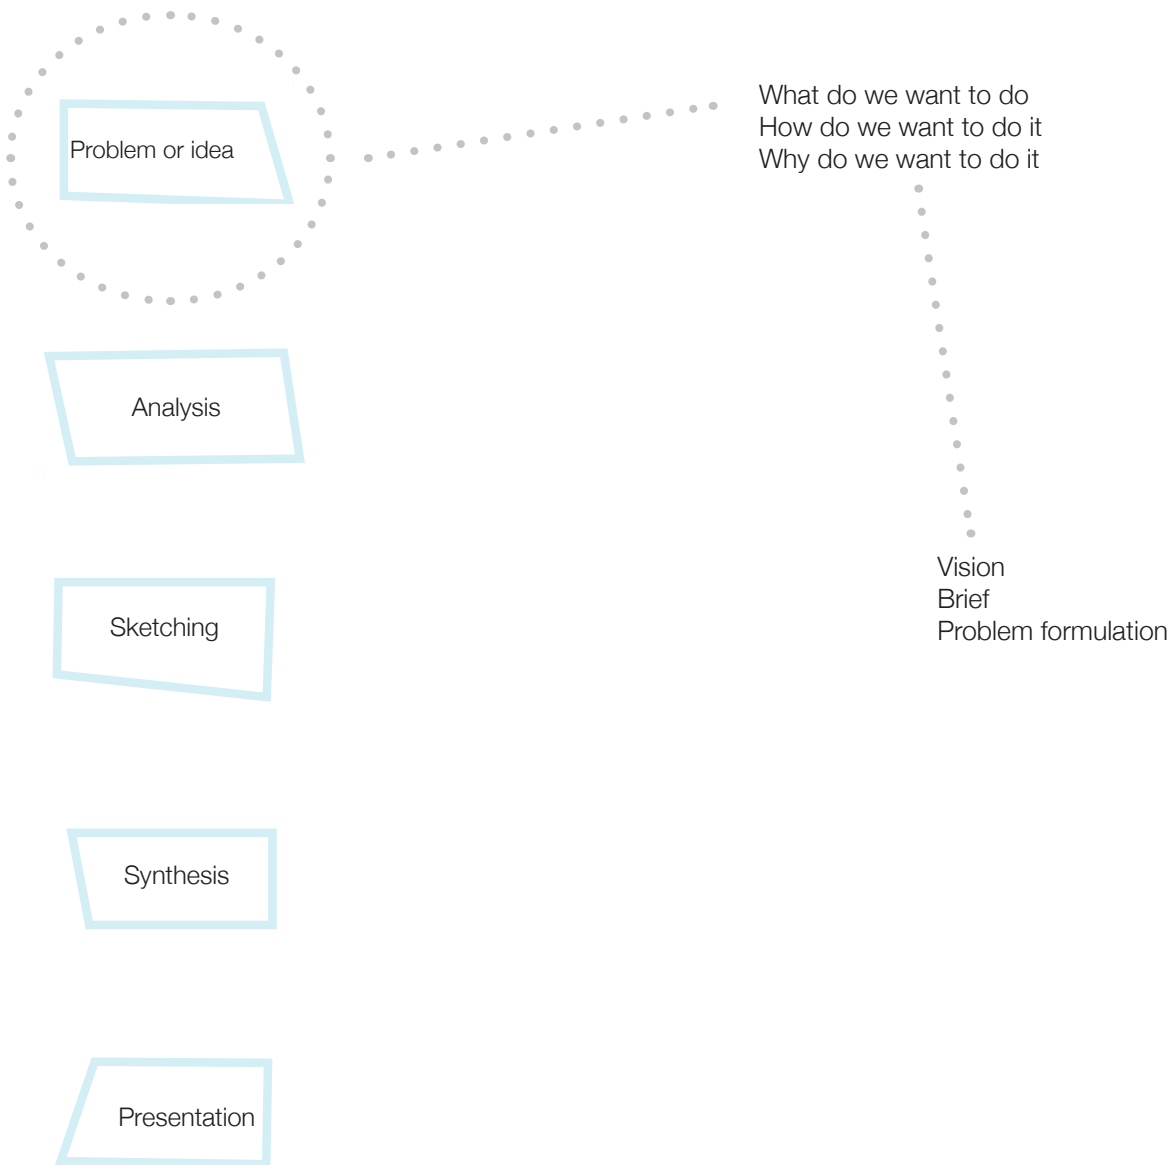 Problem or idea
What do we want to do
How do we want to do it
Why do we want to do it
Analysis
Vision
Brief
Problem formulation
Sketching
Synthesis
Presentation